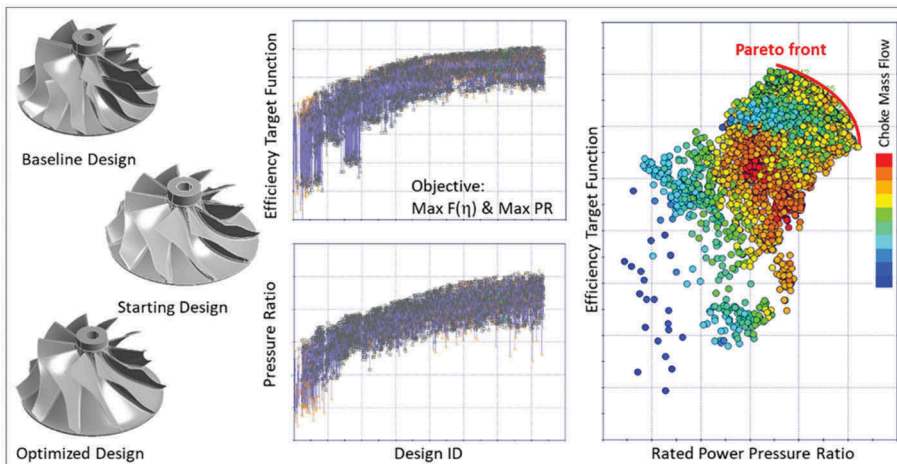 Baseline Design
Starting Design
Optimized Design
Efficiency Target Function
Objective:
Max F(η) & Max PR
Pressure Ratio
Design ID
Efficiency Target Function
Pareto front
Choke Mass Flow
Rated Power Pressure Ratio